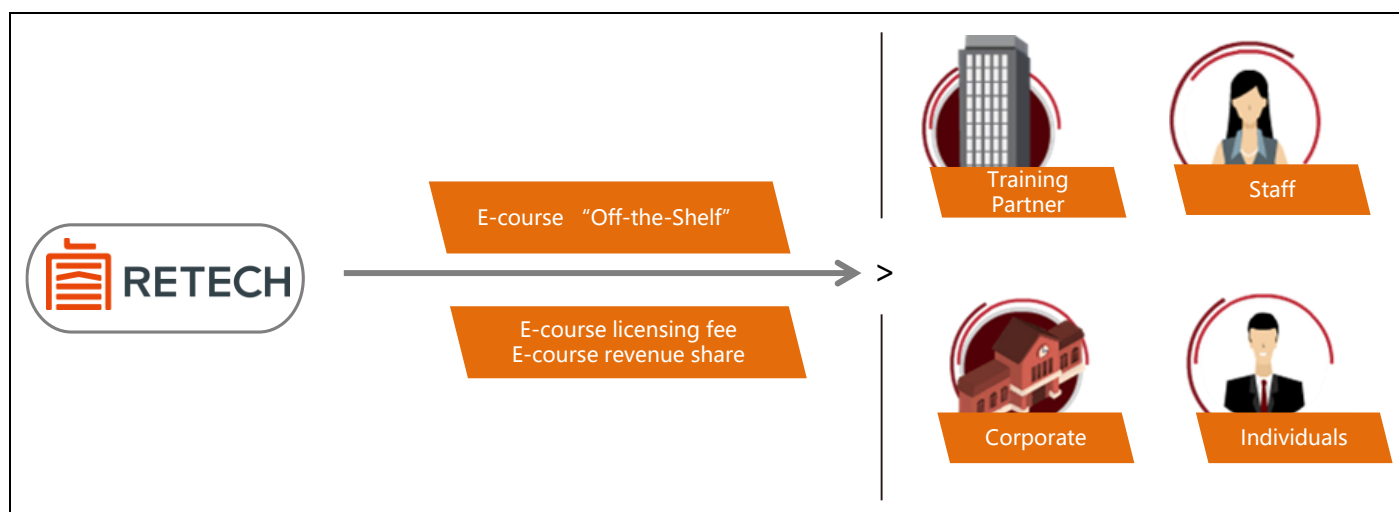 RETECH
E-course “Off-the-Shelf”
E-course licensing fee
E-course revenue share
>
Training
Partner
Staff
Corporate
Individuals